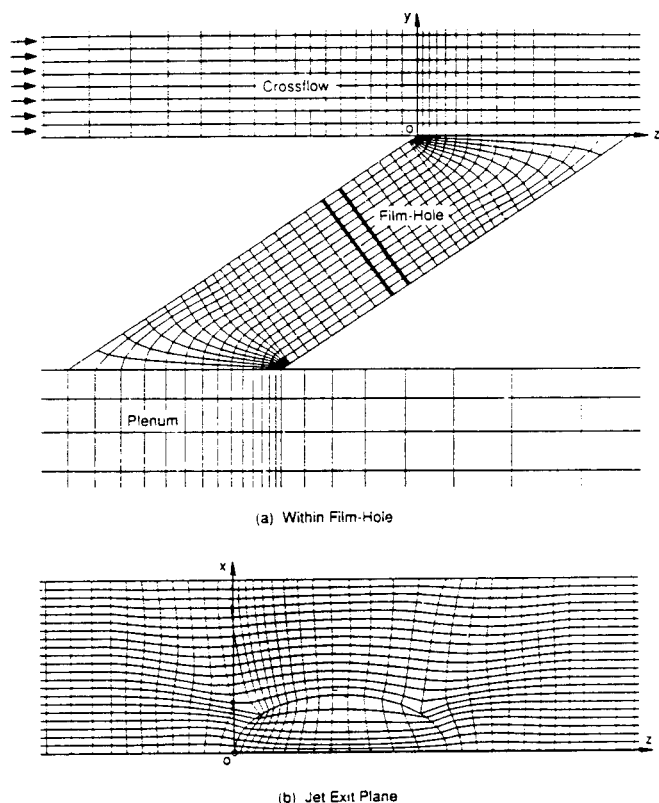 y
Crossflow
o
z
Film-Hole
Plenum
(a) Within Film-Hole
x
o
z
(b) Jet Exit Plane